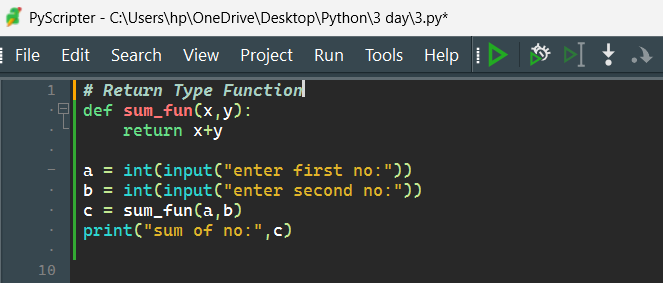 PyScripter - C:\Users\hp\OneDrive\Desktop\Python\3 day\3.py*
File Edit Search View Project Run Tools Help
1 # Return Type Function
def sum_fun(x,y):
    return x+y

a = int(input("enter first no:"))
b = int(input("enter second no:"))
c = sum_fun(a,b)
print("sum of no:",c)

10